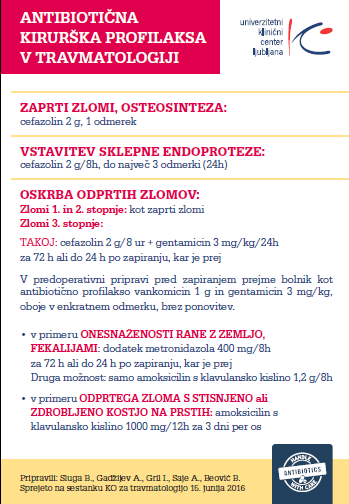 ANTIBIOTIČNA
KIRURŠKA PROFILAKSA
V TRAVMATOLOGIJI
univerzitetni
klinični
center
ljubljana
ZAPRTI ZLOMI, OSTEOSINTEZA:
cefazolin 2 g, 1 odmerek
VSTAVITEV SKLEPNE ENDOPROTEZE:
cefazolin 2 g/8h, do največ 3 odmerki (24h)
OSKRBA ODPRTIH ZLOMOV:
Zlomi 1. in 2. stopnje: kot zaprti zlomi
Zlomi 3. stopnje:
TAKOJ: cefazolin 2 g/8 ur + gentamicin 3 mg/kg/24h
za 72 h ali do 24 h po zapiranju, kar je prej
V predoperativni pripravi pred zapiranjem prejme bolnik kot
antibiotično profilakso vankomicin 1 g in gentamicin 3 mg/kg,
oboje v enkratnem odmerku, brez ponovitev.
• v primeru ONESNAŽENOSTI RANE Z ZEMLJO,
FEKALIJAMI: dodatek metronidazola 400 mg/8h
za 72 h ali do 24 h po zapiranju, kar je prej
Druga možnost: samo amoksicilin s klavulansko kislino 1,2 g/8h
• v primeru ODPRTEGA ZLOMA S STISNJENO ali
ZDROBLJENO KOSTJO NA PRSTIH: amoksicilin s
klavulansko kislino 1000 mg/12h za 3 dni per os
HANDLE
ANTIBIOTICS
WITH CARE
Pripravili: Sluga B., Gadžijev A., Gril I., Saje A., Beović B.
Sprejeto na sestanku KO za travmatologijo 15. junija 2016